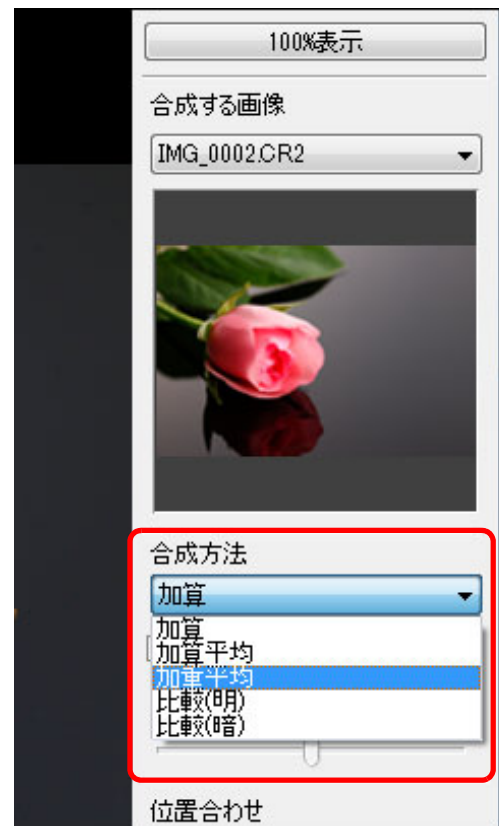 100%表示
合成する画像
IMG_0002.CR2
合成方法
加算
加算
加算平均
加重平均
比較(明)
比較(暗)
位置合わせ